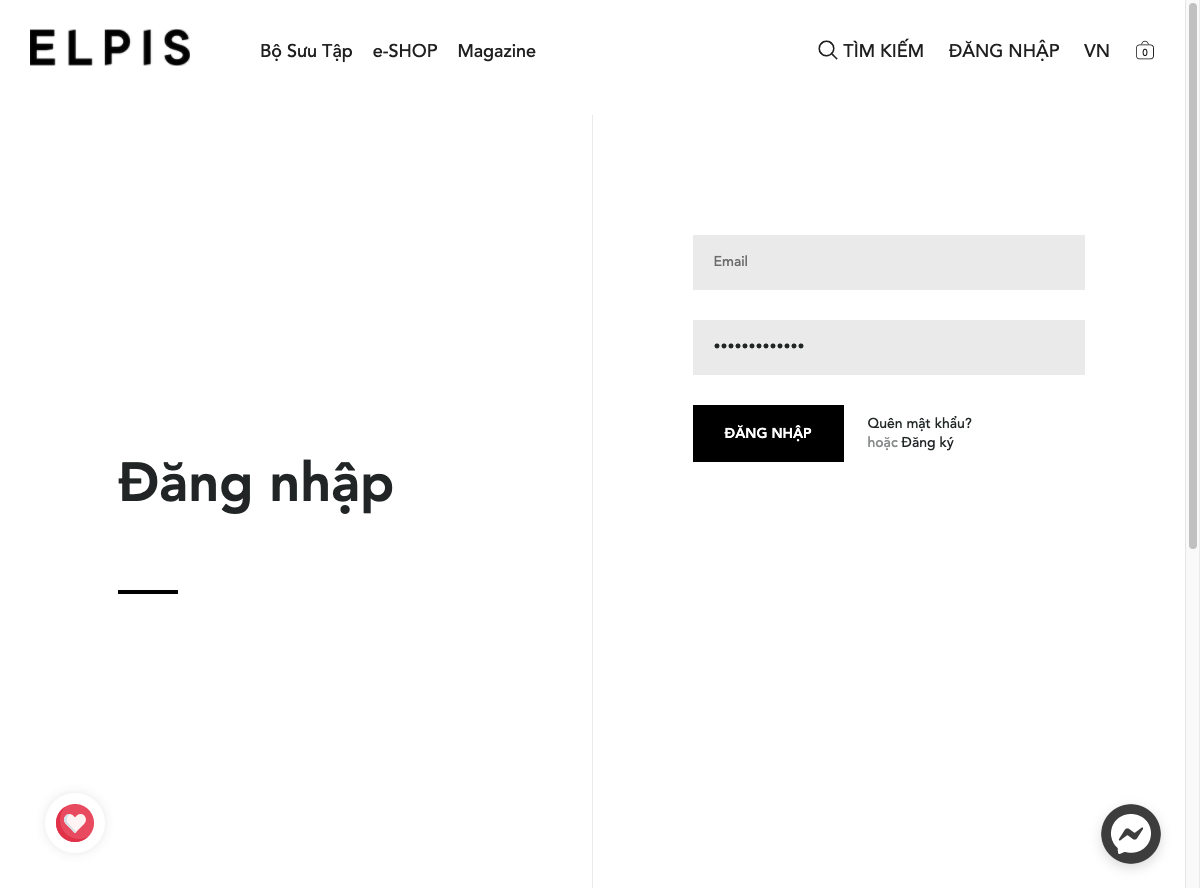 ELPIS
Bộ Sưu Tập e-SHOP Magazine
TÌM KIẾM ĐĂNG NHẬP VN 0
Đăng nhập
Email
•••••••••••••
ĐĂNG NHẬP
Quên mật khẩu?
hoặc Đăng ký